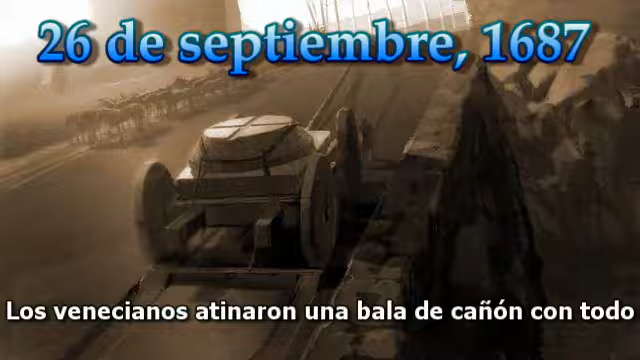 26 de septiembre, 1687
Los venecianos atinaron una bala de cañón con todo